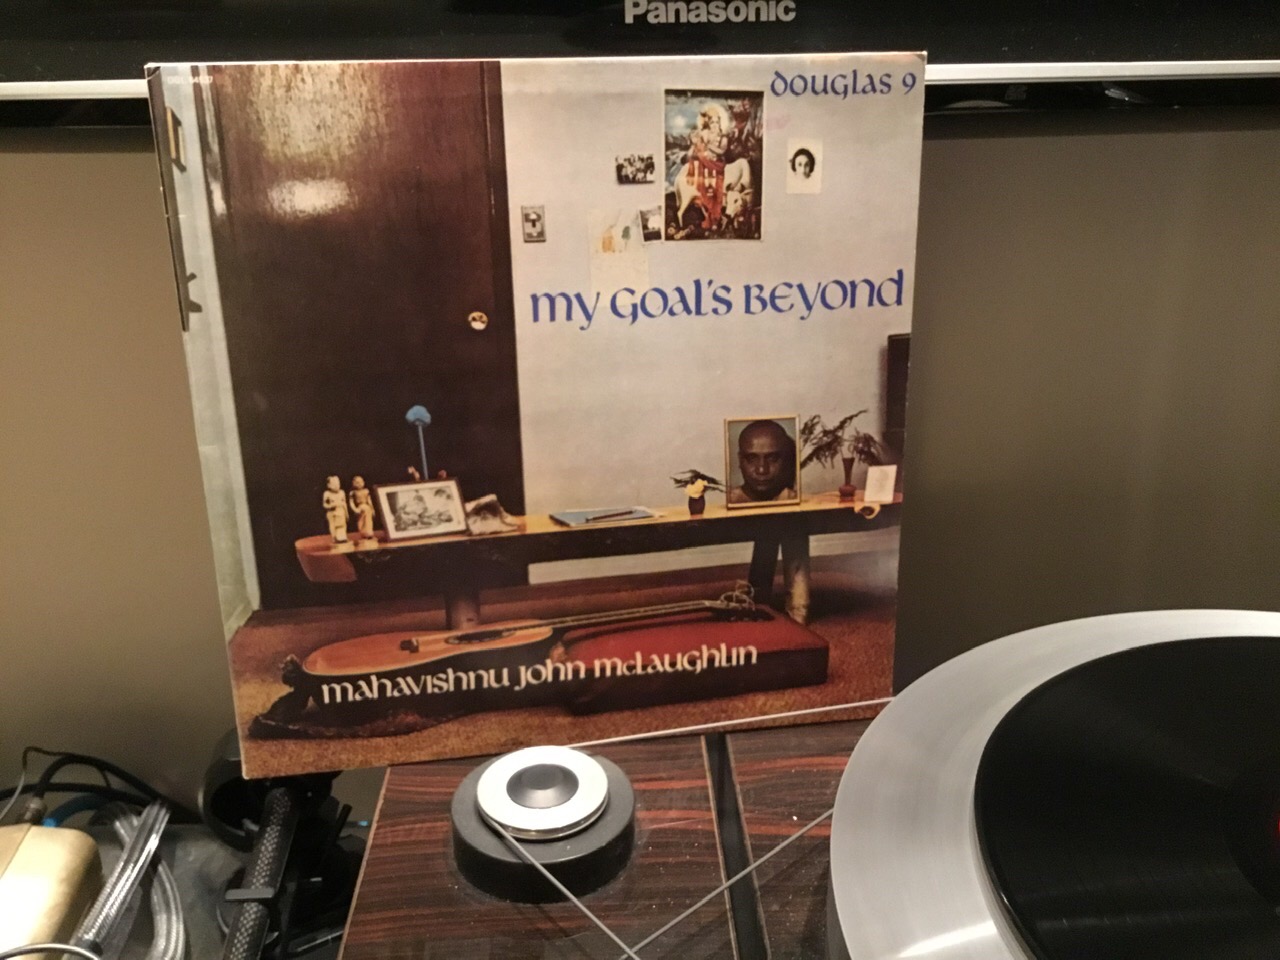 Panasonic
douglas 9
my goal's beyond
mahavishnu john mclaughlin